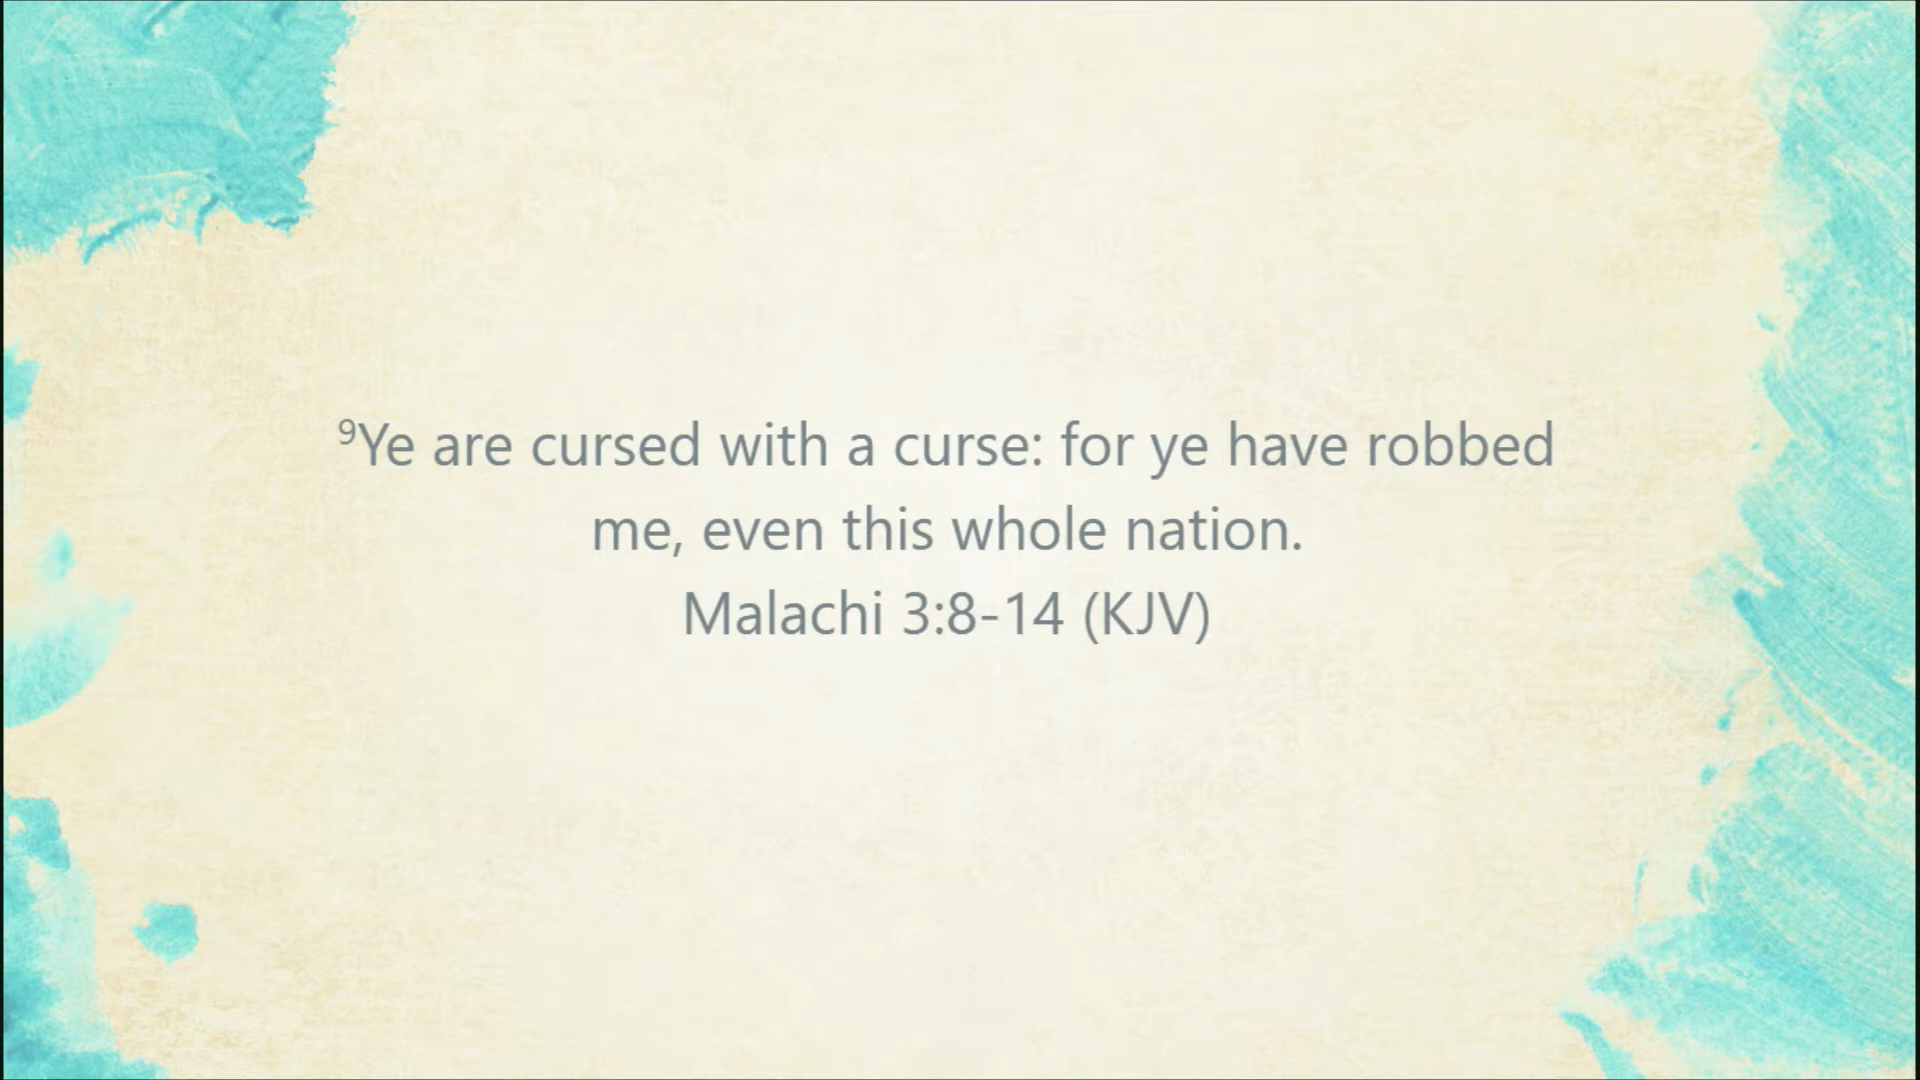 ⁹Ye are cursed with a curse: for ye have robbed
me, even this whole nation.
Malachi 3:8-14 (KJV)